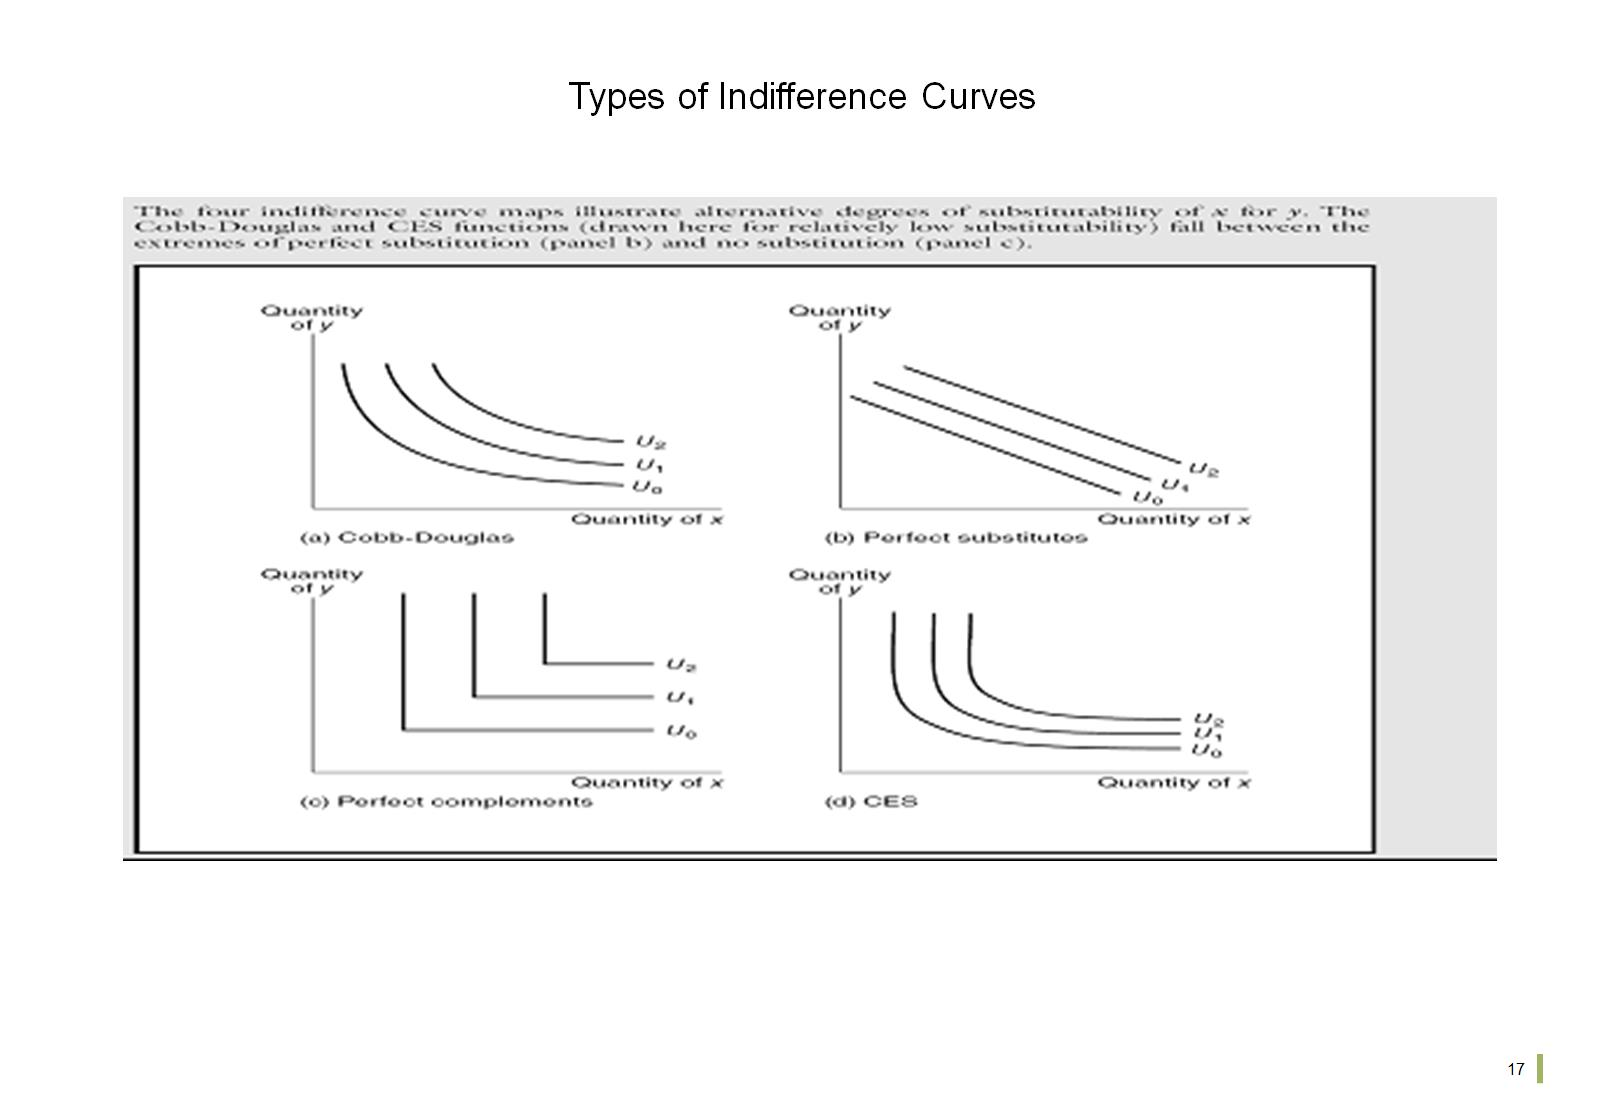 Types of Indifference Curves
The four indifference curve maps illustrate alternative degrees of substitutability of x for y. The
Cobb-Douglas and CES functions (drawn here for relatively low substitutability) fall between the
extremes of perfect substitution (panel b) and no substitution (panel c).
Quantity
of y
U2
U1
U0
Quantity of x
(a) Cobb-Douglas
Quantity
of y
U2
U1
U0
Quantity of x
(b) Perfect substitutes
Quantity
of y
U2
U1
U0
Quantity of x
(c) Perfect complements
Quantity
of y
U2
U1
U0
Quantity of x
(d) CES
17